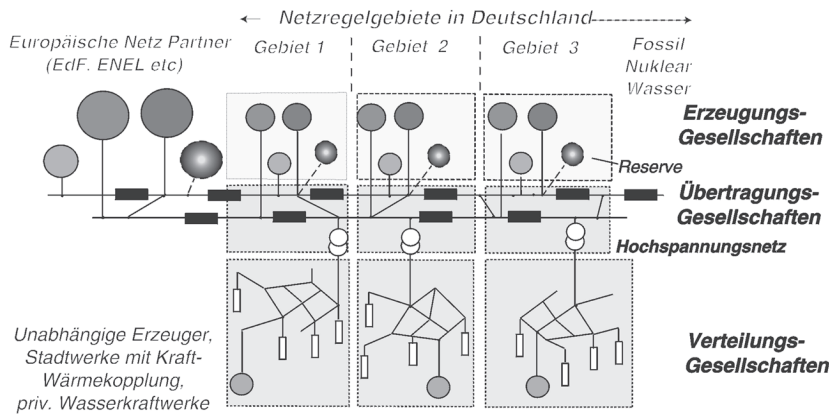 Netzregelgebiete in Deutschland
Europäische Netz Partner
(EdF. ENEL etc)
Gebiet 1
Gebiet 2
Gebiet 3
Fossil
Nuklear
Wasser
Erzeugungs-
Gesellschaften
Reserve
Übertragungs-
Gesellschaften
Hochspannungsnetz
Unabhängige Erzeuger,
Stadtwerke mit Kraft-
Wärmekopplung,
priv. Wasserkraftwerke
Verteilungs-
Gesellschaften